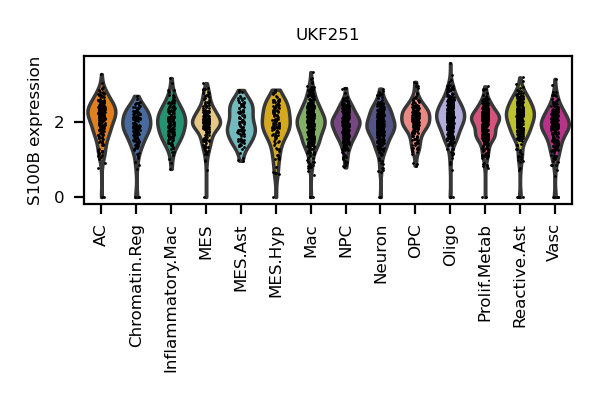 UKF251
S100B expression
2
0
AC
Chromatin.Reg
Inflammatory.Mac
MES
MES.Ast
MES.Hyp
Mac
NPC
Neuron
OPC
Oligo
Prolif.Metab
Reactive.Ast
Vasc